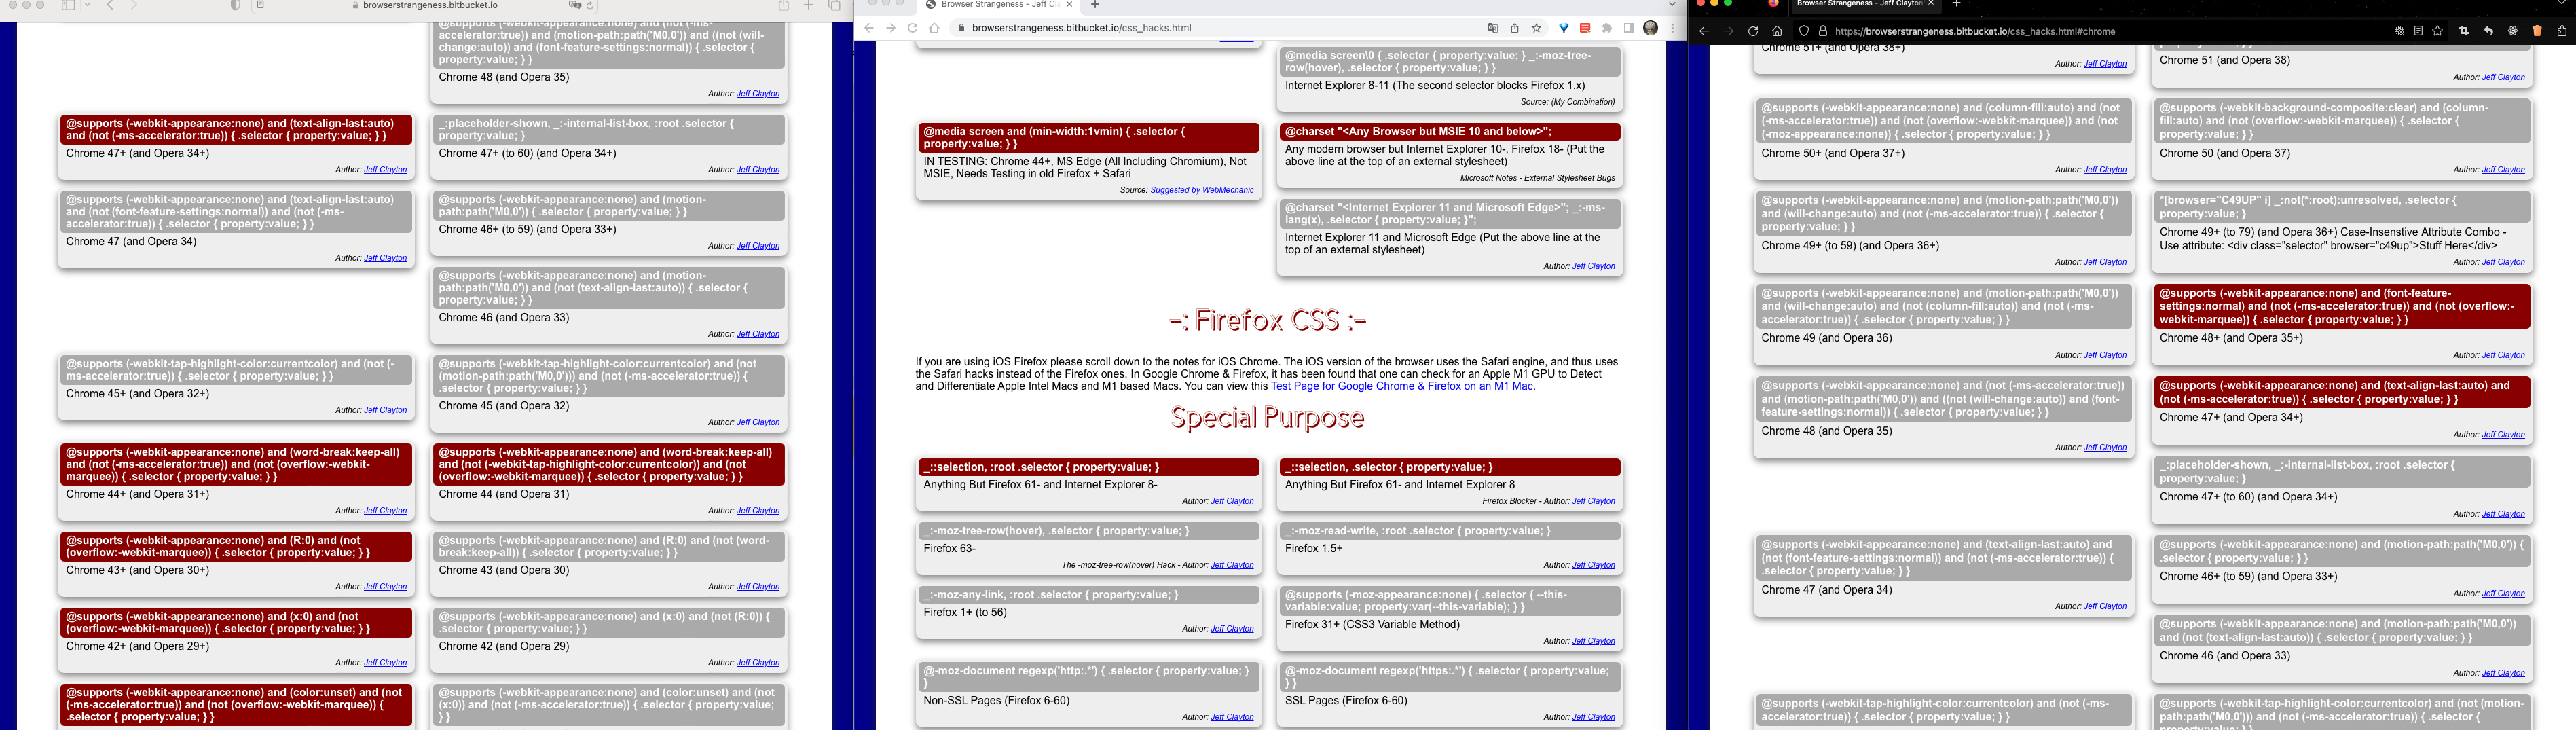 browserstrangeness.bitbucket.io
accelerator:true)) and (motion-path:path('M0,0') and ((not (will-
change:auto)) and (font-feature-settings:normal)) { .selector {
property:value; } }
Chrome 48 (and Opera 35)
Author: Jeff Clayton
@supports (-webkit-appearance:none) and (text-align-last:auto)
and (not (-ms-accelerator:true)) { .selector { property:value; } }
Chrome 47+ (and Opera 34+)
Author: Jeff Clayton
_:placeholder-shown, _:-internal-list-box, :root .selector {
property:value; }
Chrome 47+ (to 60) (and Opera 34+)
Author: Jeff Clayton
@supports (-webkit-appearance:none) and (text-align-last:auto)
and (not (font-feature-settings:normal)) and (not (-ms-
accelerator:true)) { .selector { property:value; } }
Chrome 47 (and Opera 34)
Author: Jeff Clayton
@supports (-webkit-appearance:none) and (motion-
path:path('M0,0') { .selector { property:value; } }
Chrome 46+ (to 59) (and Opera 33+)
Author: Jeff Clayton
@supports (-webkit-appearance:none) and (motion-
path:path('M0,0') and (not (text-align-last:auto)) { .selector {
property:value; } }
Chrome 46 (and Opera 33)
Author: Jeff Clayton
@supports (-webkit-tap-highlight-color:currentcolor) and (not (-
ms-accelerator:true)) { .selector { property:value; } }
Chrome 45+ (and Opera 32+)
Author: Jeff Clayton
@supports (-webkit-tap-highlight-color:currentcolor) and (not
(motion-path:path('M0,0'))) and (not (-ms-accelerator:true)) {
.selector { property:value; } }
Chrome 45 (and Opera 32)
Author: Jeff Clayton
@supports (-webkit-appearance:none) and (word-break:keep-all)
and (not (-ms-accelerator:true)) and (not (overflow:-webkit-
marquee)) { .selector { property:value; } }
Chrome 44+ (and Opera 31+)
Author: Jeff Clayton
@supports (-webkit-appearance:none) and (word-break:keep-all)
and (not (-webkit-tap-highlight-color:currentcolor)) and (not
(overflow:-webkit-marquee)) { .selector { property:value; } }
Chrome 44 (and Opera 31)
Author: Jeff Clayton
@supports (-webkit-appearance:none) and (R:0) and (not
(overflow:-webkit-marquee)) { .selector { property:value; } }
Chrome 43+ (and Opera 30+)
Author: Jeff Clayton
@supports (-webkit-appearance:none) and (R:0) and (not (word-
break:keep-all)) { .selector { property:value; } }
Chrome 43 (and Opera 30)
Author: Jeff Clayton
@supports (-webkit-appearance:none) and (x:0) and (not
(overflow:-webkit-marquee)) { .selector { property:value; } }
Chrome 42+ (and Opera 29+)
Author: Jeff Clayton
@supports (-webkit-appearance:none) and (x:0) and (not (R:0)) {
.selector { property:value; } }
Chrome 42 (and Opera 29)
Author: Jeff Clayton
@supports (-webkit-appearance:none) and (color:unset) and (not
(-ms-accelerator:true)) and (not (overflow:-webkit-marquee)) {
.selector { property:value; } }
@supports (-webkit-appearance:none) and (color:unset) and (not
(x:0)) and (not (-ms-accelerator:true)) { .selector { property:value;
} }
Browser Strangeness - Jeff Cl
browserstrangeness.bitbucket.io/css_hacks.html
@media screen\0 { .selector { property:value; } _:-moz-tree-
row(hover), .selector { property:value; } }
Internet Explorer 8-11 (The second selector blocks Firefox 1.x)
Source: (My Combination)
@media screen and (min-width:1vmin) { .selector {
property:value; } }
IN TESTING: Chrome 44+, MS Edge (All Including Chromium), Not
MSIE, Needs Testing in old Firefox + Safari
Source: Suggested by WebMechanic
@charset "<Any Browser but MSIE 10 and below>";
Any modern browser but Internet Explorer 10-, Firefox 18- (Put the
above line at the top of an external stylesheet)
Microsoft Notes - External Stylesheet Bugs
@charset "<Internet Explorer 11 and Microsoft Edge>"; _:-ms-
lang(x), .selector { property:value; }";
Internet Explorer 11 and Microsoft Edge (Put the above line at the
top of an external stylesheet)
Author: Jeff Clayton
-: Firefox CSS :-
If you are using iOS Firefox please scroll down to the notes for iOS Chrome. The iOS version of the browser uses the Safari engine, and thus uses
the Safari hacks instead of the Firefox ones. In Google Chrome & Firefox, it has been found that one can check for an Apple M1 GPU to Detect
and Differentiate Apple Intel Macs and M1 based Macs. You can view this Test Page for Google Chrome & Firefox on an M1 Mac.
Special Purpose
_::selection, :root .selector { property:value; }
Anything But Firefox 61- and Internet Explorer 8-
Author: Jeff Clayton
_::selection, .selector { property:value; }
Anything But Firefox 61- and Internet Explorer 8
Firefox Blocker - Author: Jeff Clayton
_:-moz-tree-row(hover), .selector { property:value; }
Firefox 63-
The -moz-tree-row(hover) Hack - Author: Jeff Clayton
_:-moz-read-write, :root .selector { property:value; }
Firefox 1.5+
Author: Jeff Clayton
_:-moz-any-link, :root .selector { property:value; }
Firefox 1+ (to 56)
Author: Jeff Clayton
@supports (-moz-appearance:none) { .selector { --this-
variable:value; property:var(--this-variable); } }
Firefox 31+ (CSS3 Variable Method)
Author: Jeff Clayton
@-moz-document regexp('http:.*') { .selector { property:value; }
}
Non-SSL Pages (Firefox 6-60)
Author: Jeff Clayton
@-moz-document regexp('https:.*') { .selector { property:value;
} }
SSL Pages (Firefox 6-60)
Author: Jeff Clayton
Browser Strangeness - Jeff Clayton
https://browserstrangeness.bitbucket.io/css_hacks.html#chrome
Chrome 51+ (and Opera 38+)
Author: Jeff Clayton
Chrome 51 (and Opera 38)
Author: Jeff Clayton
@supports (-webkit-appearance:none) and (column-fill:auto) and (not
(-ms-accelerator:true)) and (not (overflow:-webkit-marquee)) and (not
(-moz-appearance:none)) { .selector { property:value; } }
Chrome 50+ (and Opera 37+)
Author: Jeff Clayton
@supports (-webkit-background-composite:clear) and (column-
fill:auto) and (not (overflow:-webkit-marquee)) { .selector {
property:value; } }
Chrome 50 (and Opera 37)
Author: Jeff Clayton
@supports (-webkit-appearance:none) and (motion-path:path('M0,0')
and (will-change:auto) and (not (-ms-accelerator:true)) { .selector {
property:value; } }
Chrome 49+ (to 59) (and Opera 36+)
Author: Jeff Clayton
*[browser="C49UP" i] _:not(*:root):unresolved, .selector {
property:value; }
Chrome 49+ (to 79) (and Opera 36+) Case-Insenstive Attribute Combo -
Use attribute: <div class="selector" browser="c49up">Stuff Here</div>
Author: Jeff Clayton
@supports (-webkit-appearance:none) and (motion-path:path('M0,0')
and (will-change:auto) and (not (column-fill:auto)) and (not (-ms-
accelerator:true)) { .selector { property:value; } }
Chrome 49 (and Opera 36)
Author: Jeff Clayton
@supports (-webkit-appearance:none) and (font-feature-
settings:normal) and (not (-ms-accelerator:true)) and (not (overflow:-
webkit-marquee)) { .selector { property:value; } }
Chrome 48+ (and Opera 35+)
Author: Jeff Clayton
@supports (-webkit-appearance:none) and (not (-ms-accelerator:true))
and (motion-path:path('M0,0') and ((not (will-change:auto)) and (font-
feature-settings:normal)) { .selector { property:value; } }
Chrome 48 (and Opera 35)
Author: Jeff Clayton
@supports (-webkit-appearance:none) and (text-align-last:auto) and
(not (-ms-accelerator:true)) { .selector { property:value; } }
Chrome 47+ (and Opera 34+)
Author: Jeff Clayton
_:placeholder-shown, _:-internal-list-box, :root .selector {
property:value; }
Chrome 47+ (to 60) (and Opera 34+)
Author: Jeff Clayton
@supports (-webkit-appearance:none) and (text-align-last:auto) and
(not (font-feature-settings:normal)) and (not (-ms-accelerator:true)) {
.selector { property:value; } }
Chrome 47 (and Opera 34)
Author: Jeff Clayton
@supports (-webkit-appearance:none) and (motion-path:path('M0,0') {
.selector { property:value; } }
Chrome 46+ (to 59) (and Opera 33+)
Author: Jeff Clayton
@supports (-webkit-appearance:none) and (motion-path:path('M0,0')
and (not (text-align-last:auto)) { .selector { property:value; } }
Chrome 46 (and Opera 33)
Author: Jeff Clayton
@supports (-webkit-tap-highlight-color:currentcolor) and (not (-ms-
accelerator:true)) { .selector { property:value; } }
@supports (-webkit-tap-highlight-color:currentcolor) and (not (motion-
path:path('M0,0'))) and (not (-ms-accelerator:true)) { .selector {